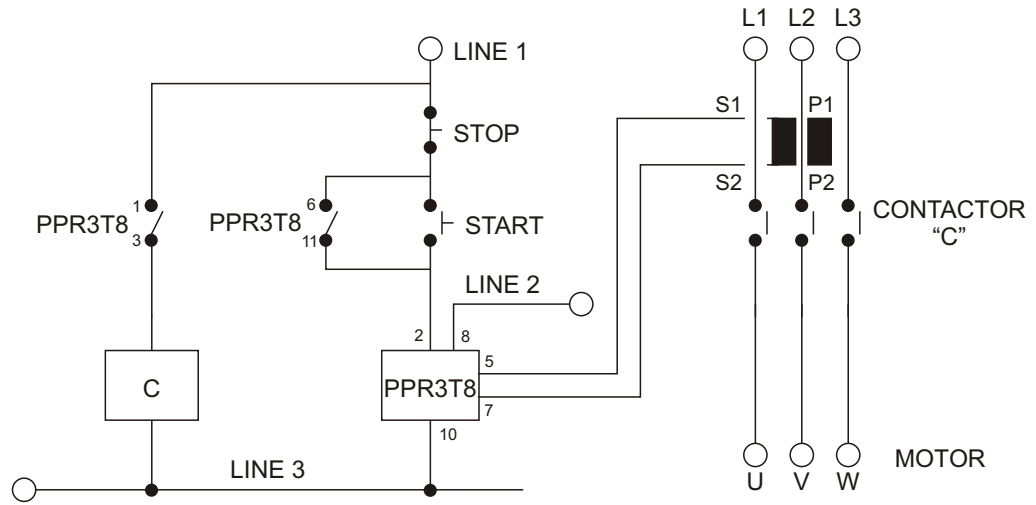 L1 L2 L3
LINE 1
S1 P1
STOP
S2 P2
1
PPR3T8
3
6
PPR3T8
11
START
CONTACTOR
“C”
LINE 2
2 8
C
PPR3T8
5
7
10
LINE 3
MOTOR
U V W